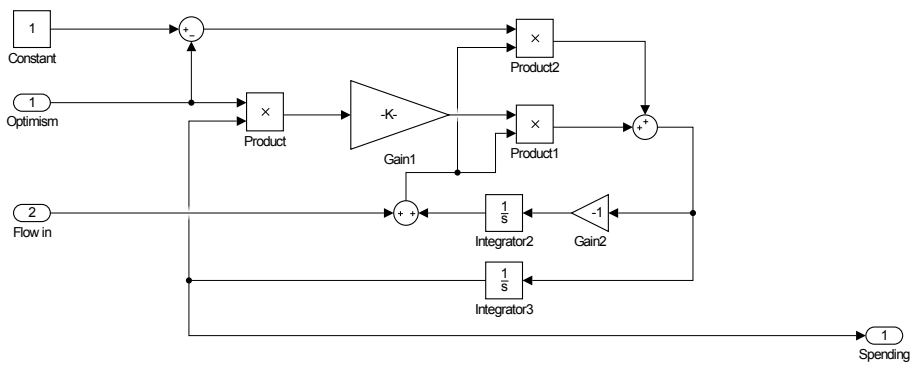 1
Constant
+
−
×
Product2
1
Optimism
×
Product
-K-
Gain1
×
Product1
+
+
2
Flow in
+ +
1
s
Integrator2
-1
Gain2
1
s
Integrator3
1
Spending